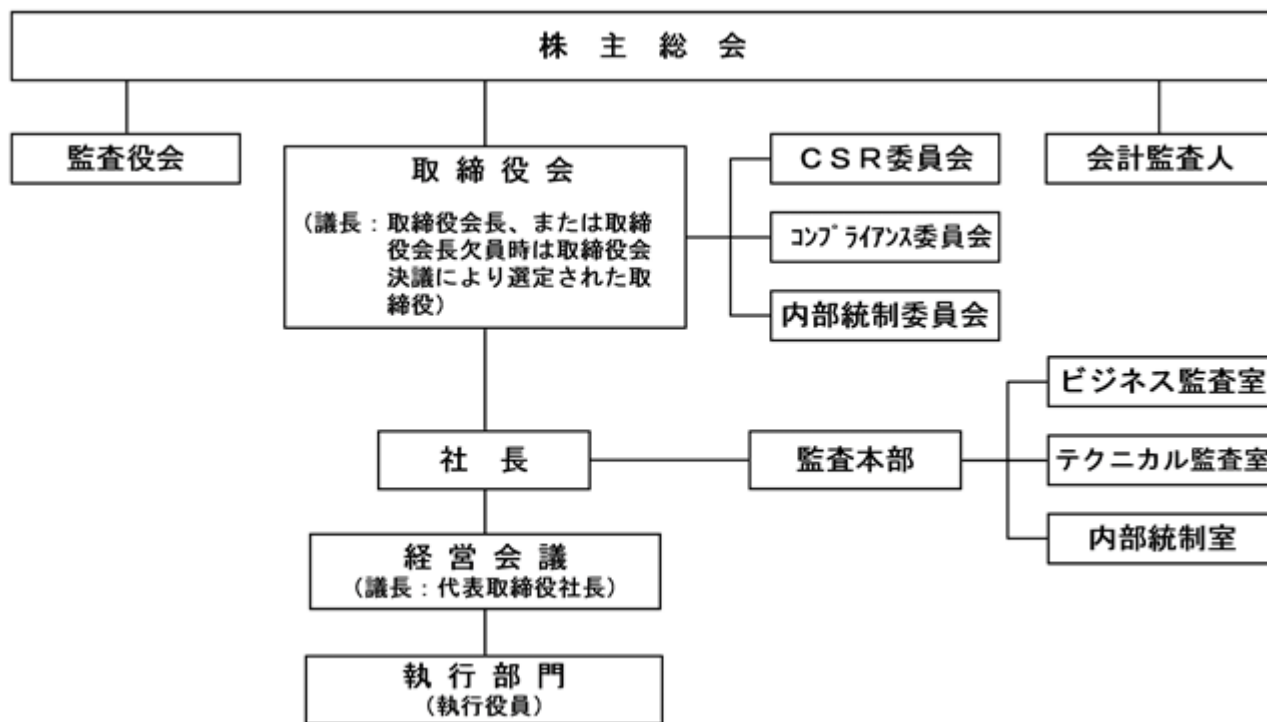 株 主 総 会
監査役会
取 締 役 会
(議長：取締役会長、または取締
役会長欠員時は取締役会
決議により選定された取
締役)
ＣＳＲ委員会
ｺﾝﾌﾟﾗｲｱﾝｽ委員会
内部統制委員会
会計監査人
社 長
監査本部
ビジネス監査室
テクニカル監査室
内部統制室
経 営 会 議
(議長：代表取締役社長)
執 行 部 門
(執行役員)